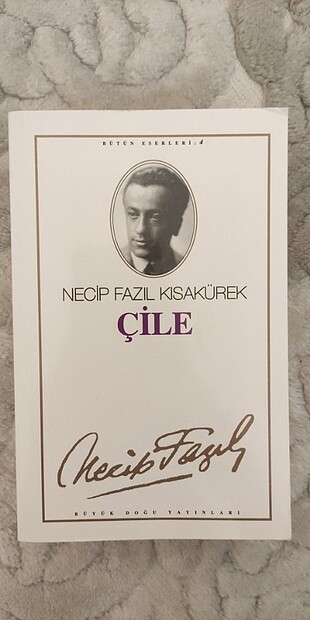 BÜTÜN ESERLERİ: 4
NECİP FAZIL KISAKÜREK
ÇİLE
Necip Fazıl
BÜYÜK DOĞU YAYINLARI